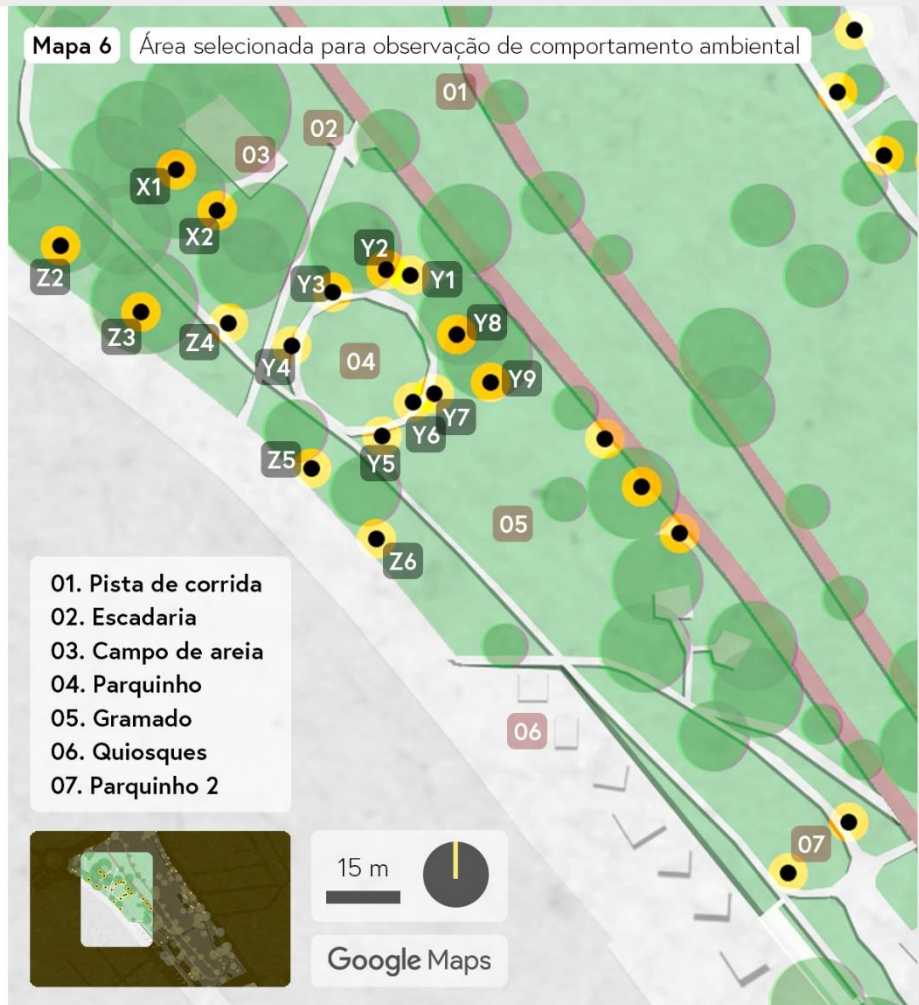 Mapa 6 Área selecionada para observação de comportamento ambiental
01
02
03
X1
X2
Z2
Y2
Y1
Y3
Z3
Z4
Y8
Y4
04
Y9
Y7
Y6
Y5
Z5
05
Z6
01. Pista de corrida
02. Escadaria
03. Campo de areia
04. Parquinho
05. Gramado
06. Quiosques
07. Parquinho 2
06
07
15 m
Google Maps